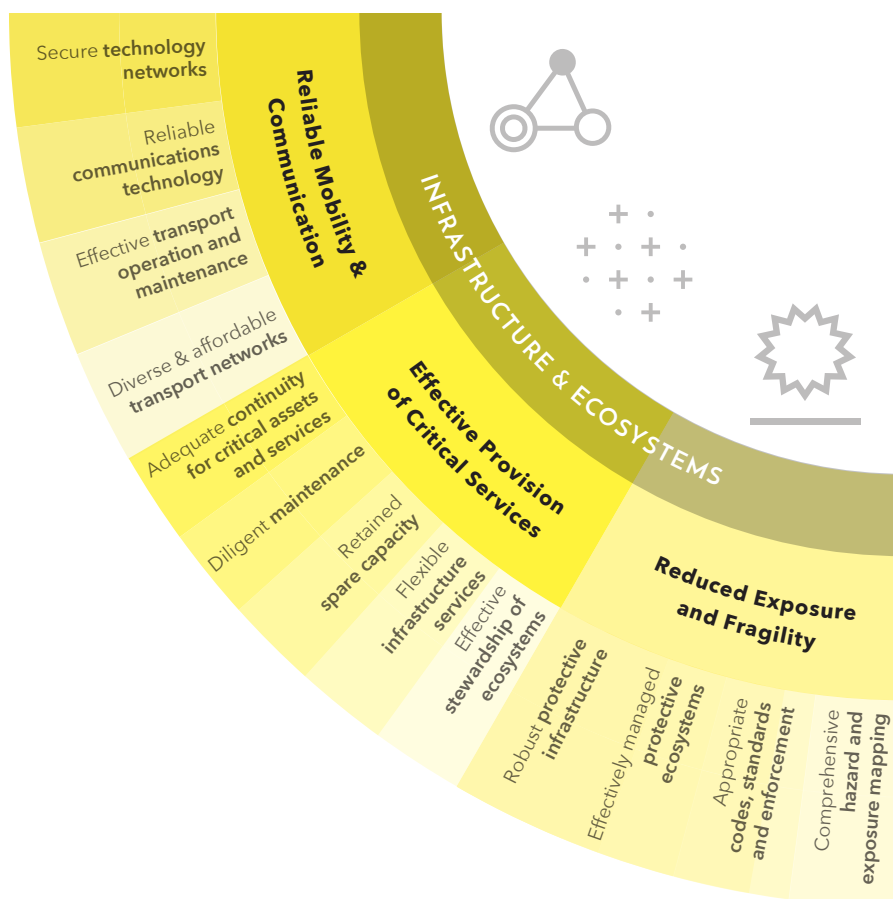 INFRASTRUCTURE & ECOSYSTEMS
Reliable Mobility &
Communication
Secure technology
networks
Reliable
communications
technology
Effective transport
operation and
maintenance
Diverse & affordable
transport networks
Effective Provision
of Critical Services
Adequate continuity
for critical assets
and services
Diligent maintenance
Retained
spare capacity
Flexible
infrastructure
services
Effective
stewardship of
ecosystems
Reduced Exposure
and Fragility
Robust protective
infrastructure
Effectively managed
protective
ecosystems
Appropriate
codes, standards
and enforcement
Comprehensive
hazard and
exposure mapping